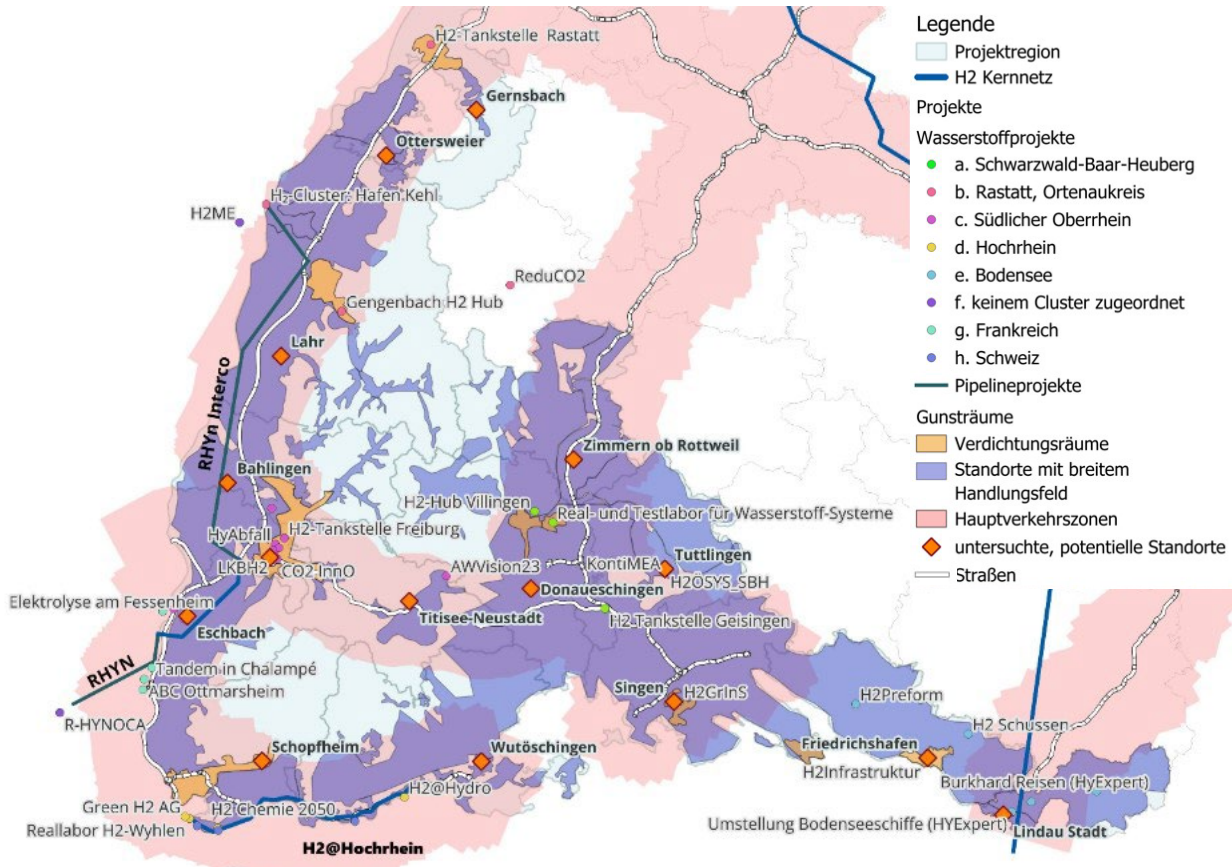 Legende
Projektregion
H2 Kernnetz
Projekte
Wasserstoffprojekte
a. Schwarzwald-Baar-Heuberg
b. Rastatt, Ortenaukreis
c. Südlicher Oberrhein
d. Hochrhein
e. Bodensee
f. keinem Cluster zugeordnet
g. Frankreich
h. Schweiz
Pipelineprojekte
Gunsträume
Verdichtungsräume
Standorte mit breitem
Handlungsfeld
Hauptverkehrszonen
untersuchte, potentielle Standorte
Straßen
H2-Tankstelle Rastatt
Gernsbach
Ottersweier
H₂-Cluster: Hafen Kehl
H2ME
ReduCO2
Gengenbach H2 Hub
Lahr
RHYn Interco
Zimmern ob Rottweil
Bahlingen
H2-Hub Villingen
Real- und Testlabor für Wasserstoff-Systeme
H2-Tankstelle Freiburg
HyAbfall
Tuttlingen
LKBH2
CO2-InnO
AWVision23
KontiMEA
H2OSYS_SBH
Donaueschingen
Elektrolyse am Fessenheim
Titisee-Neustadt
H2-Tankstelle Geisingen
Eschbach
RHYN
Tandem in Chalampé
ABC Ottmarsheim
Singen
H2GrInS
H2Preform
R-HYNOCA
H2 Schussen
Schopfheim
Wutöschingen
Friedrichshafen
H2Infrastruktur
Burkhard Reisen (HyExpert)
H2@Hydro
Green H2 AG
H2 Chemie 2050
Reallabor H2-Wyhlen
Umstellung Bodenseeschiffe (HYExpert)
Lindau Stadt
H2@Hochrhein